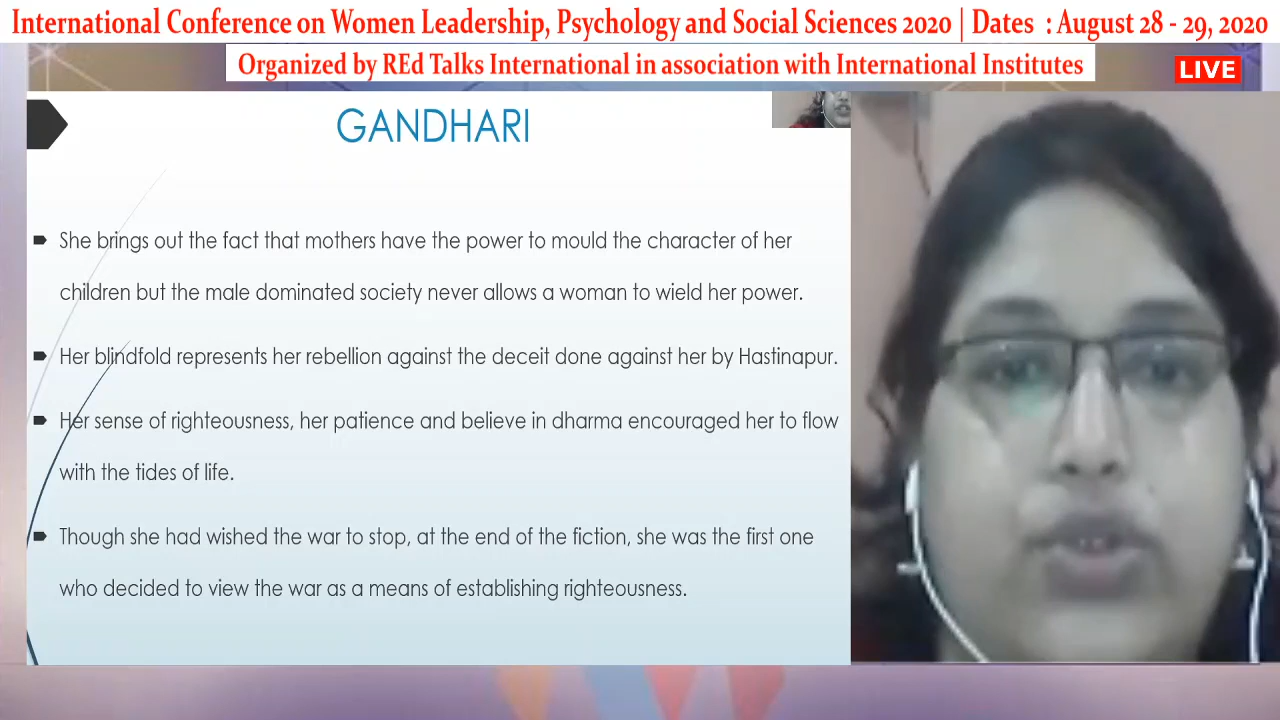 International Conference on Women Leadership, Psychology and Social Sciences 2020 | Dates : August 28 - 29, 2020
Organized by REd Talks International in association with International Institutes
LIVE
GANDHARI
She brings out the fact that mothers have the power to mould the character of her
children but the male dominated society never allows a woman to wield her power.
Her blindfold represents her rebellion against the deceit done against her by Hastinapur.
Her sense of righteousness, her patience and believe in dharma encouraged her to flow
with the tides of life.
Though she had wished the war to stop, at the end of the fiction, she was the first one
who decided to view the war as a means of establishing righteousness.